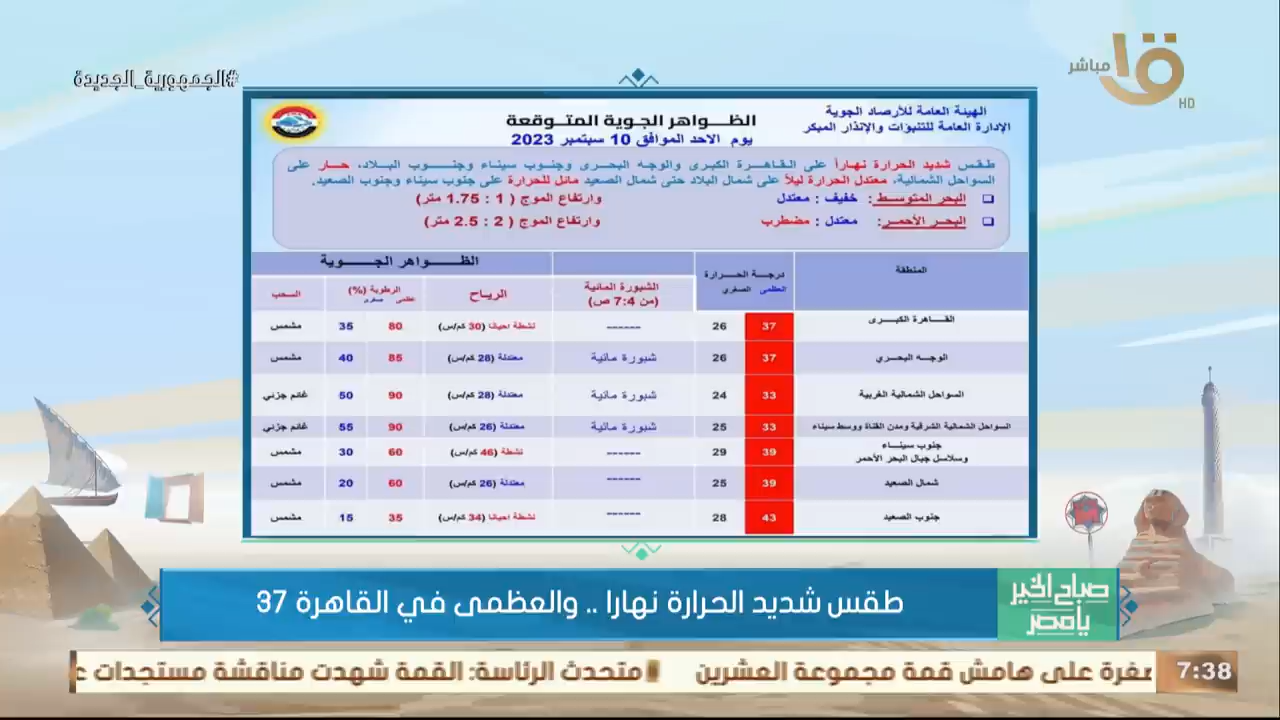 #الجمهورية_الجديدة
مباشر
HD
الهيئة العامة للأرصاد الجوية
الإدارة العامة للتنبؤات والإنذار المبكر
الظـــواهر الجوية المتـوقعة
يوم الاحد الموافق 10 سبتمبر 2023
طقس شديد الحرارة نهاراً على القاهرة الكبرى والوجه البحرى وجنوب سيناء وجنوب البلاد، حار على
السواحل الشمالية، معتدل الحرارة ليلاً على شمال البلاد حتى شمال الصعيد مائل للحرارة على جنوب سيناء وجنوب الصعيد.
البحر المتوسط : خفيف : معتدل وارتفاع الموج ( 1 : 1.75 متر)
البحر الأحمر: معتدل : مضطرب وارتفاع الموج ( 2 : 2.5 متر)
المنطقة درجة الحرارة العظمى الصغرى الشبورة المائية (من 7:4 ص) الظــواهر الجــوية الرياح الرطوبة (%) عظمى صغرى السحب
القاهرة الكبرى 37 26 ------ نشطة احيانا (30 كم/س) 80 35 مشمس
الوجه البحري 37 26 شبورة مائية معتدلة (28 كم/س) 85 40 مشمس
السواحل الشمالية الغربية 33 24 شبورة مائية معتدلة (28 كم/س) 90 50 غائم جزئي
السواحل الشمالية الشرقية ومدن القناة ووسط سيناء 33 25 شبورة مائية معتدلة (26 كم/س) 90 55 غائم جزئي
جنوب سيناء وسلاسل جبال البحر الأحمر 39 29 ------ نشطة (46 كم/س) 60 30 مشمس
شمال الصعيد 39 25 ------ معتدلة (26 كم/س) 60 20 مشمس
جنوب الصعيد 43 28 ------ نشطة احيانا (34 كم/س) 35 15 مشمس
صباح الخير
يا مصر
طقس شديد الحرارة نهارا .. والعظمى في القاهرة 37
7:38 على هامش قمة مجموعة العشرين متحدث الرئاسة: القمة شهدت مناقشة مستجدات